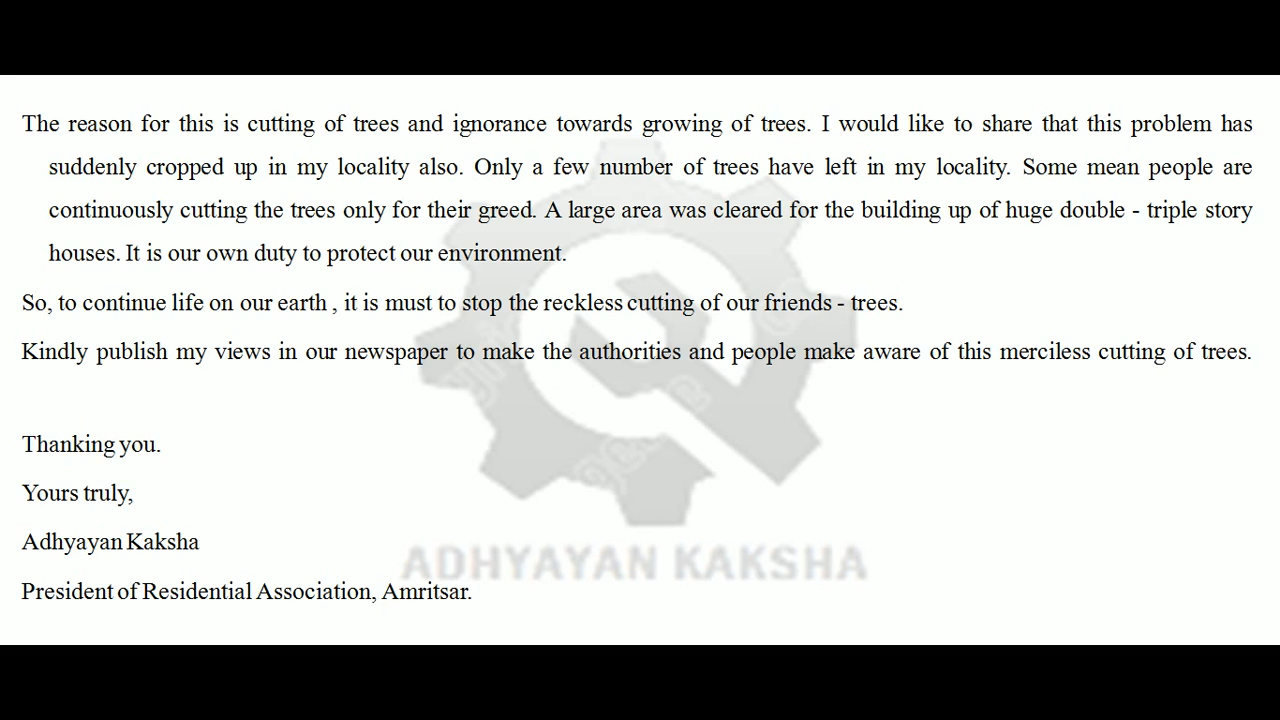 The reason for this is cutting of trees and ignorance towards growing of trees. I would like to share that this problem has
suddenly cropped up in my locality also. Only a few number of trees have left in my locality. Some mean people are
continuously cutting the trees only for their greed. A large area was cleared for the building up of huge double - triple story
houses. It is our own duty to protect our environment.
So, to continue life on our earth , it is must to stop the reckless cutting of our friends - trees.
Kindly publish my views in our newspaper to make the authorities and people make aware of this merciless cutting of trees.
Thanking you.
Yours truly,
Adhyayan Kaksha
ADHYAYAN KAKSHA
President of Residential Association, Amritsar.